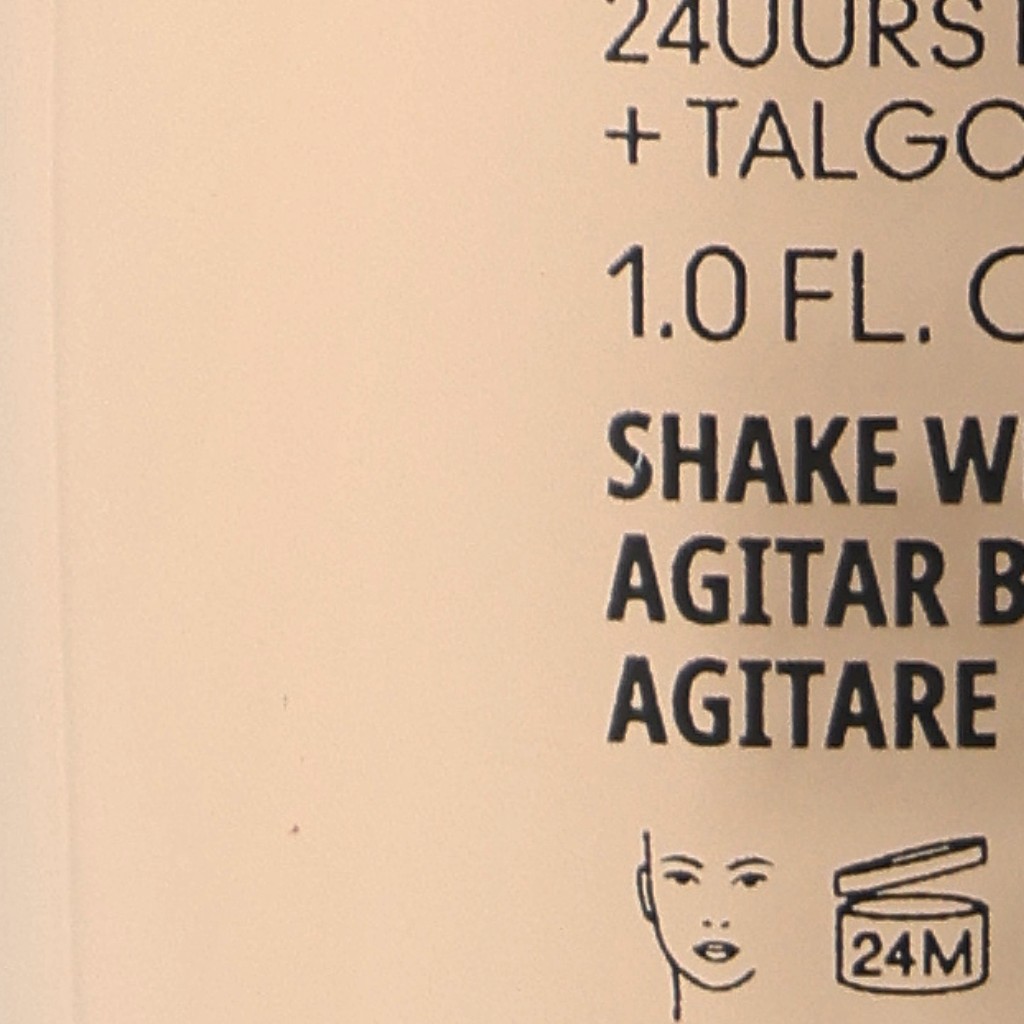 24UURS
+ TALGO
1.0 FL.
SHAKE W
AGITAR B
AGITARE
24M